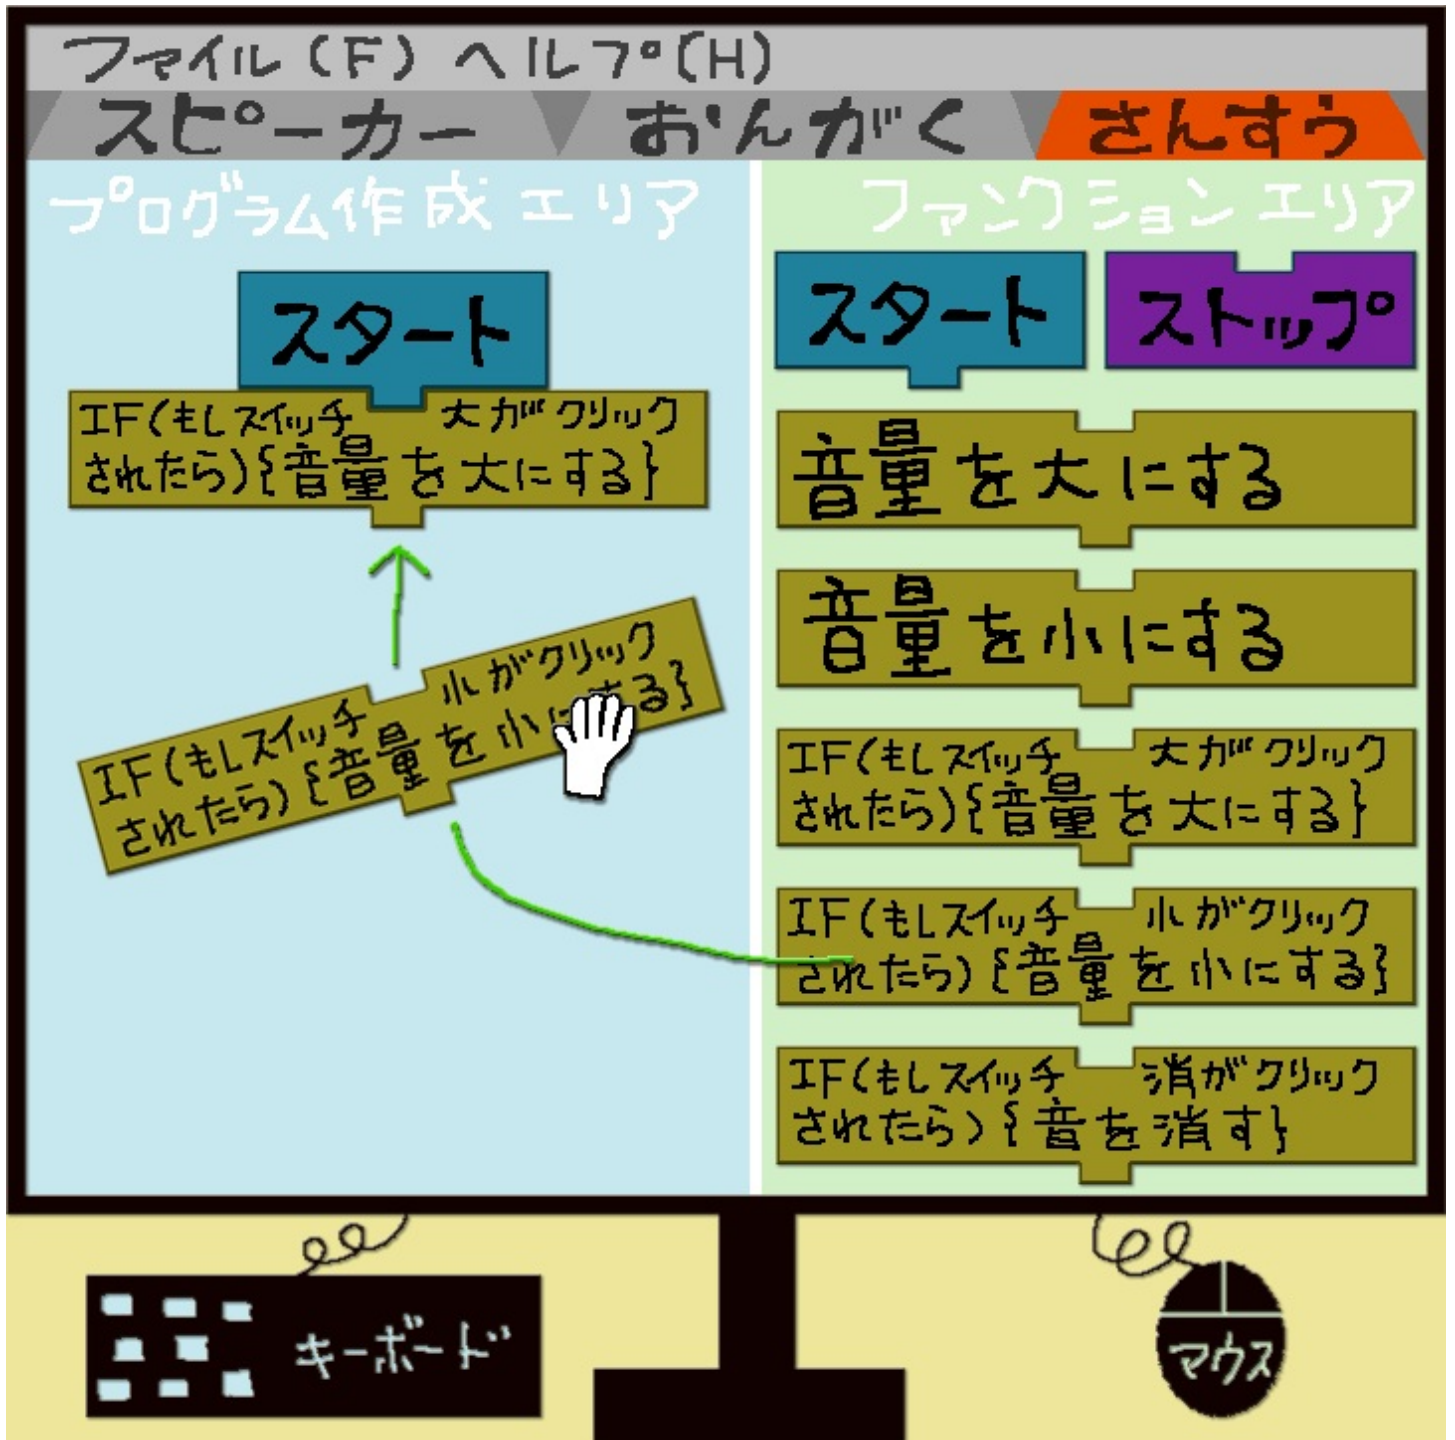 ファイル(F) ヘルプ(H)
スピーカー おんがく さんすう
プログラム作成エリア
スタート
IF(もしスイッチ 大がクリック
されたら){音量を大にする}
IF(もしスイッチ 小がクリック
されたら){音量を小にする}
ファンクションエリア
スタート ストップ
音量を大にする
音量を小にする
IF(もしスイッチ 大がクリック
されたら){音量を大にする}
IF(もしスイッチ 小がクリック
されたら){音量を小にする}
IF(もしスイッチ 消がクリック
されたら){音を消す}
キーボード
マウス